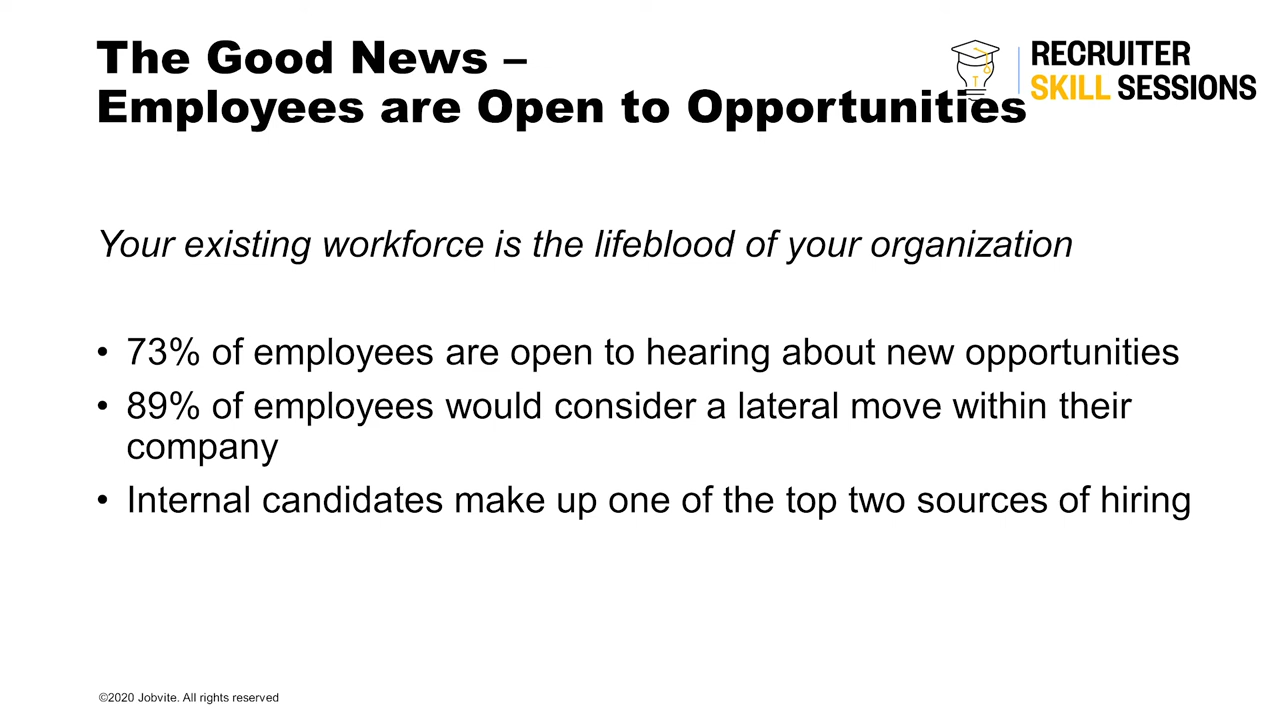 The Good News –
Employees are Open to Opportunities
RECRUITER
SKILL SESSIONS
Your existing workforce is the lifeblood of your organization
• 73% of employees are open to hearing about new opportunities
• 89% of employees would consider a lateral move within their
company
• Internal candidates make up one of the top two sources of hiring
©2020 Jobvite. All rights reserved